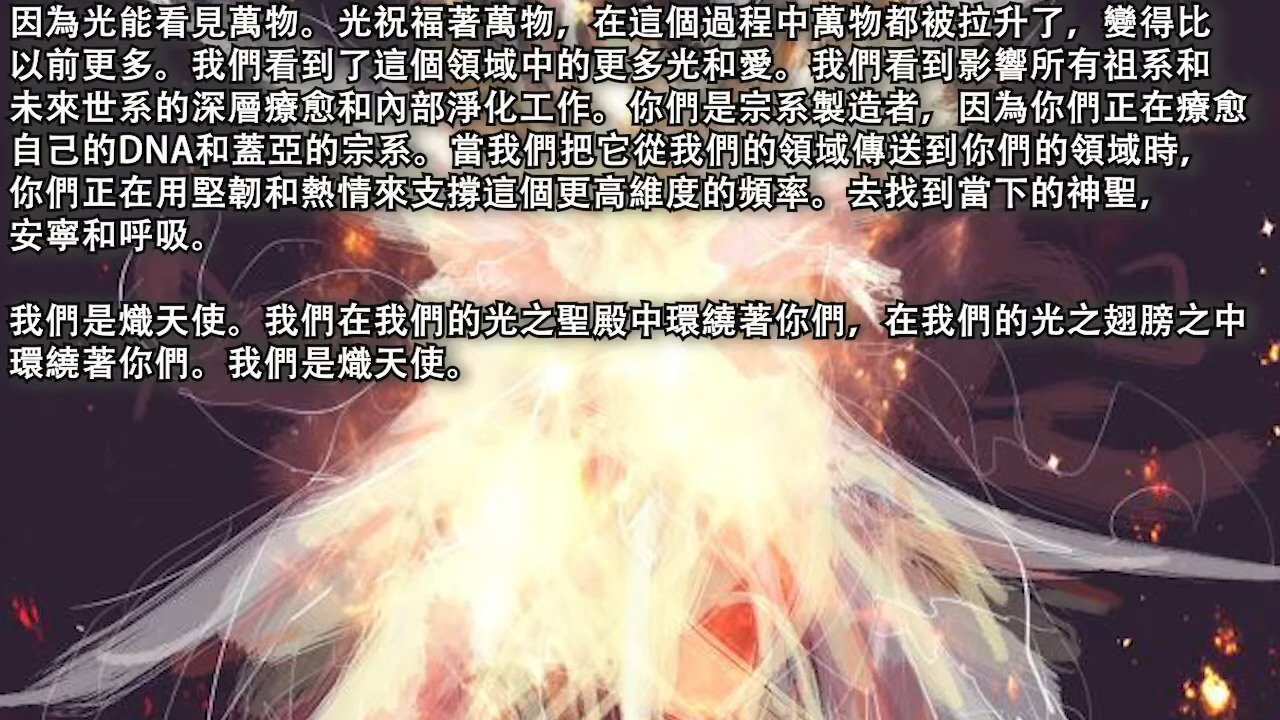 因為光能看見萬物。光祝福著萬物，在這個過程中萬物都被拉升了，變得比
以前更多。我們看到了這個領域中的更多光和愛。我們看到影響所有祖系和
未來世系的深層療愈和內部淨化工作。你們是宗系製造者，因為你們正在療愈
自己的DNA和蓋亞的宗系。當我們把它從我們的領域傳送到你們的領域時，
你們正在用堅韌和熱情來支撐這個更高維度的頻率。去找到當下的神聖，
安寧和呼吸。
我們是熾天使。我們在我們的光之聖殿中環繞著你們，在我們的光之翅膀之中
環繞著你們。我們是熾天使。